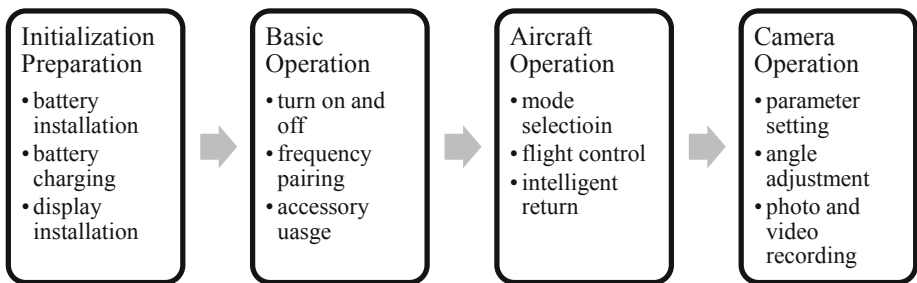 Initialization
Preparation
• battery
installation
• battery
charging
• display
installation
Basic
Operation
• turn on and
off
• frequency
pairing
• accessory
uasge
Aircraft
Operation
• mode
selectioin
• flight control
• intelligent
return
Camera
Operation
• parameter
setting
• angle
adjustment
• photo and
video
recording